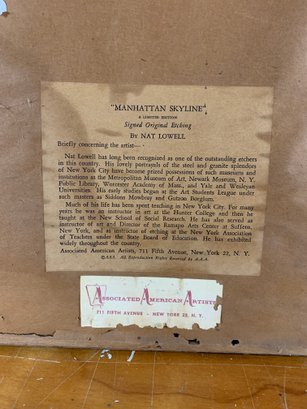 "MANHATTAN SKYLINE"
A LIMITED EDITION
Signed Original Etching
By NAT LOWELL
Briefly concerning the artist—
Nat Lowell has long been recognized as one of the outstanding etchers
in this country. His lovely portrayals of the steel and granite splendors
of New York City have become prized possessions of such museums and
institutions as the Metropolitan Museum of Art, Newark Museum, N. Y.
Public Library, Worcester Academy of Mass., and Yale and Wesleyan
Universities. His early studies began at the Art Students League under
such masters as Siddons Mowbray and Gutzon Borglum.
Much of his life has been spent teaching in New York City. For many
years he was an instructor in art at the Hunter College and then he
taught at the New School of Social Research. He has also served as
instructor of art and Director of the Ramapo Arts Center at Suffern,
New York, and as instructor of etching at the New York Association
of Teachers under the State Board of Education. He has exhibited
widely throughout the country.
Associated American Artists, 711 Fifth Avenue, New York 22, N. Y.
©A.A.A. All Reproduction Rights Reserved by A.A.A.
ASSOCIATED AMERICAN ARTISTS
711 FIFTH AVENUE - NEW YORK 22, N. Y.